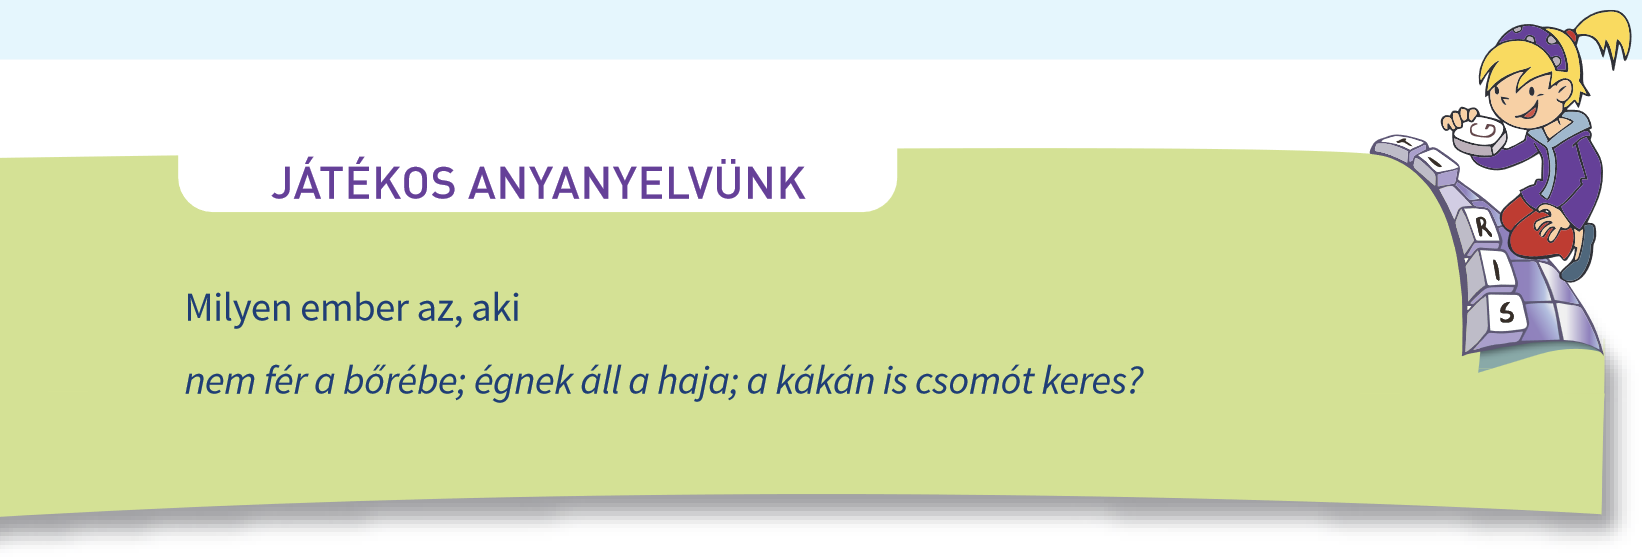 JÁTÉKOS ANYANYELVÜNK
Milyen ember az, aki
nem fér a bőrébe; égnek áll a haja; a kákán is csomót keres?
T
I
G
R
I
S